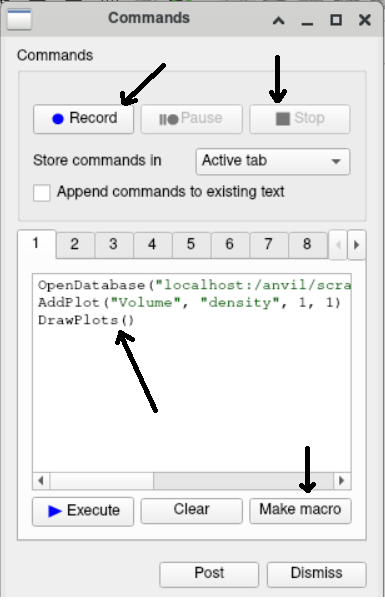 Commands
Commands
Record
Pause
Stop
Store commands in
Active tab
Append commands to existing text
1 2 3 4 5 6 7 8
OpenDatabase("localhost:/anvil/scra
AddPlot("Volume", "density", 1, 1)
DrawPlots()
Execute
Clear
Make macro
Post
Dismiss